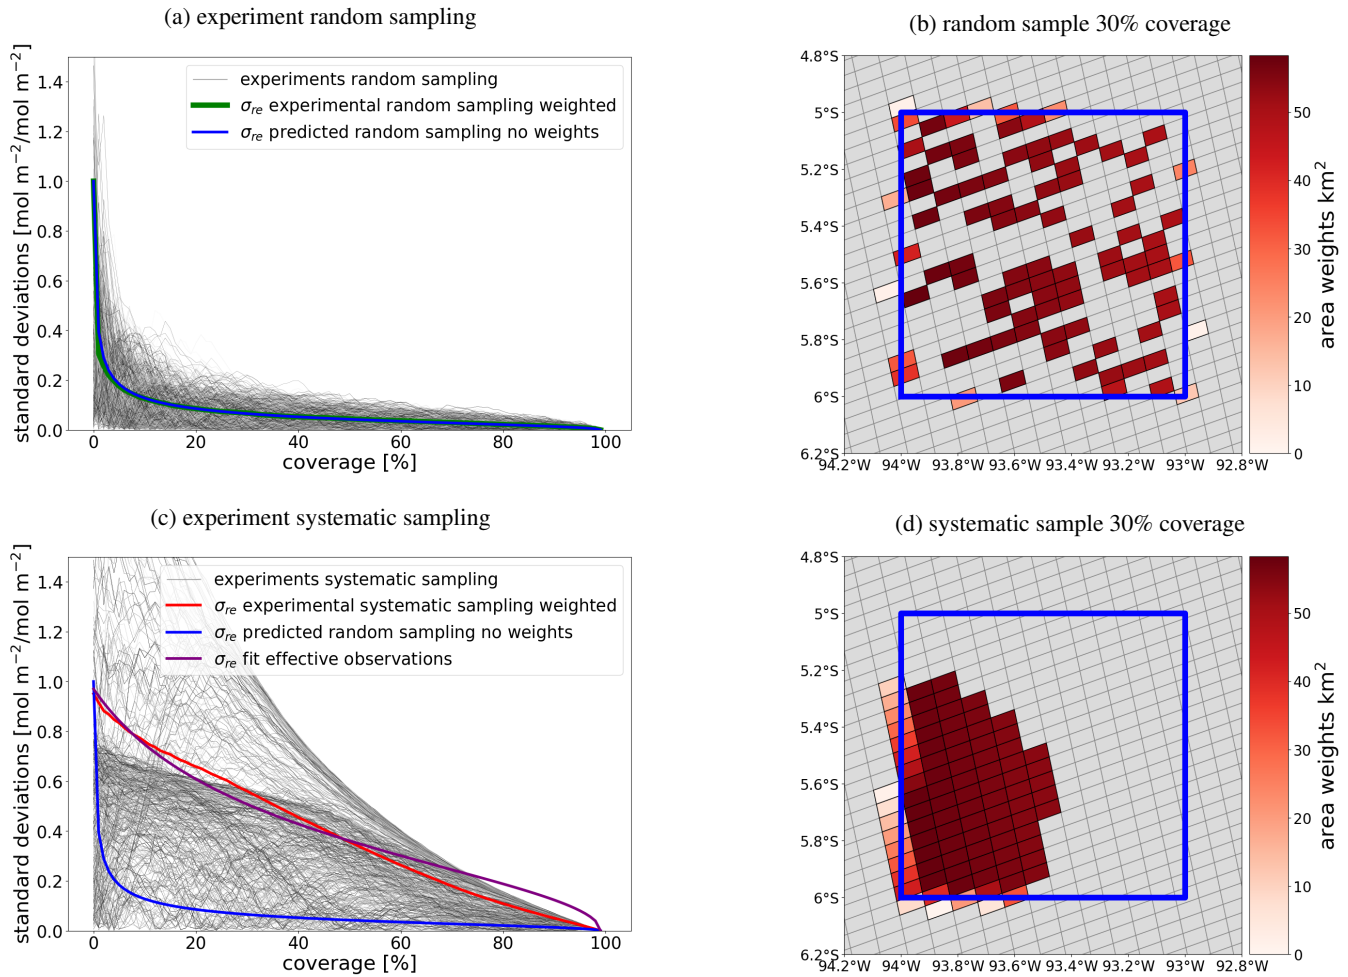 (a) experiment random sampling
standard deviations [mol m⁻²/mol m⁻²]
1.4
1.2
1.0
0.8
0.6
0.4
0.2
0.0
experiments random sampling
σre experimental random sampling weighted
σre predicted random sampling no weights
0 20 40 60 80 100
coverage [%]
(b) random sample 30% coverage
4.8°S
5°S
5.2°S
5.4°S
5.6°S
5.8°S
6°S
6.2°S
94.2°W 94°W 93.8°W 93.6°W 93.4°W 93.2°W 93°W 92.8°W
50
40
30
20
10
0
area weights km²
(c) experiment systematic sampling
standard deviations [mol m⁻²/mol m⁻²]
1.4
1.2
1.0
0.8
0.6
0.4
0.2
0.0
experiments systematic sampling
σre experimental systematic sampling weighted
σre predicted random sampling no weights
σre fit effective observations
0 20 40 60 80 100
coverage [%]
(d) systematic sample 30% coverage
4.8°S
5°S
5.2°S
5.4°S
5.6°S
5.8°S
6°S
6.2°S
94.2°W 94°W 93.8°W 93.6°W 93.4°W 93.2°W 93°W 92.8°W
50
40
30
20
10
0
area weights km²